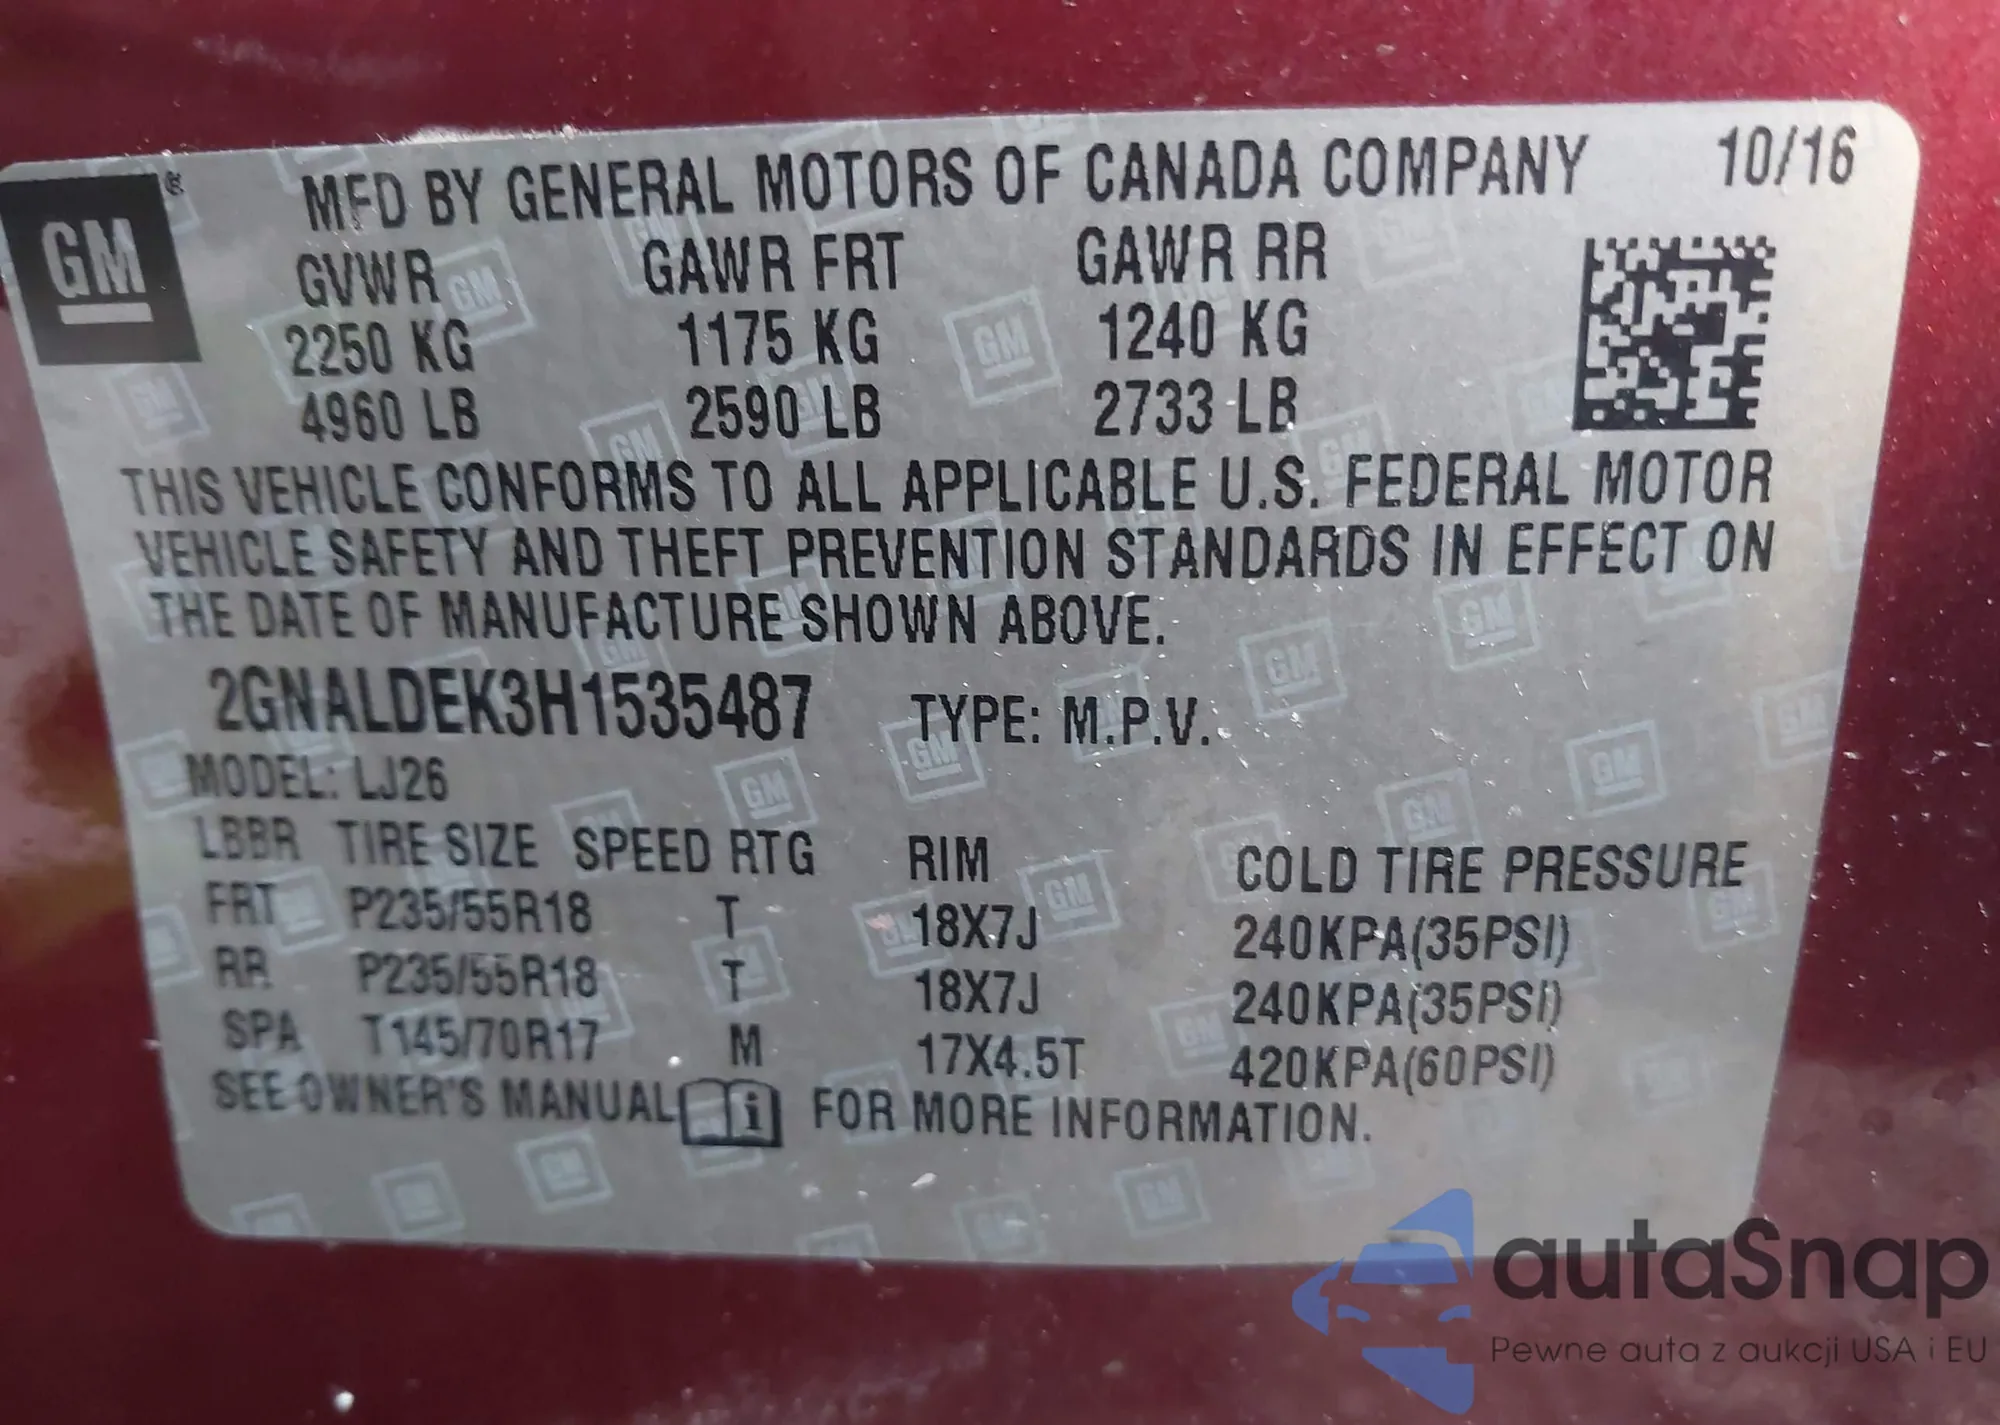 GM
MFD BY GENERAL MOTORS OF CANADA COMPANY 10/16
GVWR GAWR FRT GAWR RR
2250 KG 1175 KG 1240 KG
4960 LB 2590 LB 2733 LB
THIS VEHICLE CONFORMS TO ALL APPLICABLE U.S. FEDERAL MOTOR
VEHICLE SAFETY AND THEFT PREVENTION STANDARDS IN EFFECT ON
THE DATE OF MANUFACTURE SHOWN ABOVE.
2GNALDEK3H1535487 TYPE: M.P.V.
MODEL: LJ26
LBBR TIRE SIZE SPEED RTG RIM COLD TIRE PRESSURE
FRT P235/55R18 T 18X7J 240KPA(35PSI)
RR P235/55R18 T 18X7J 240KPA(35PSI)
SPA T145/70R17 M 17X4.5T 420KPA(60PSI)
SEE OWNER'S MANUAL i FOR MORE INFORMATION.
autaSnap
Pewne auta z aukcji USA i EU